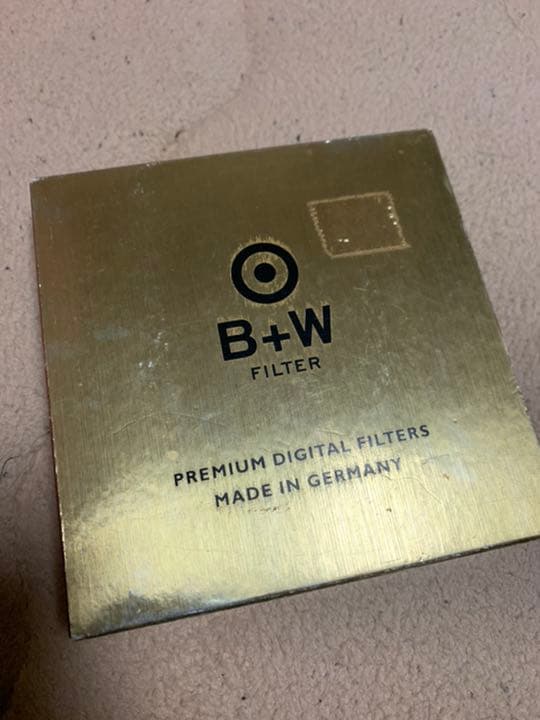 B+W
FILTER
PREMIUM DIGITAL FILTERS
MADE IN GERMANY